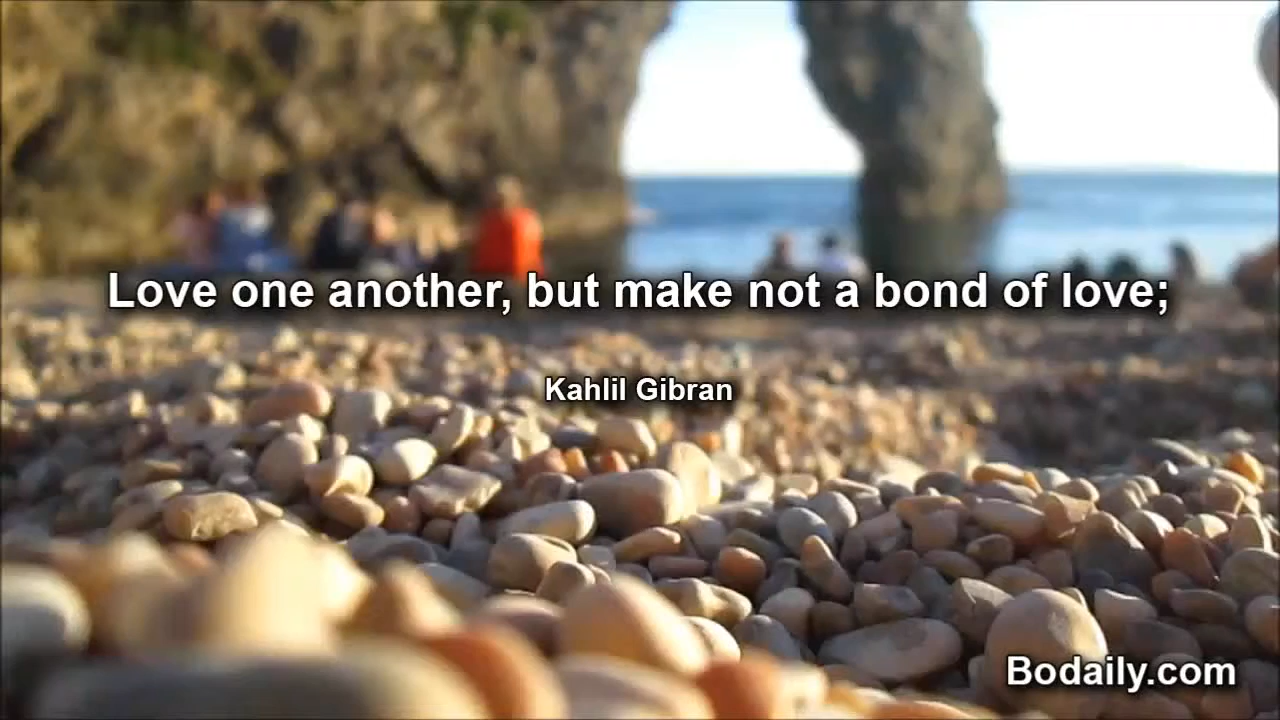 Love one another, but make not a bond of love;
Kahlil Gibran
Bodaily.com